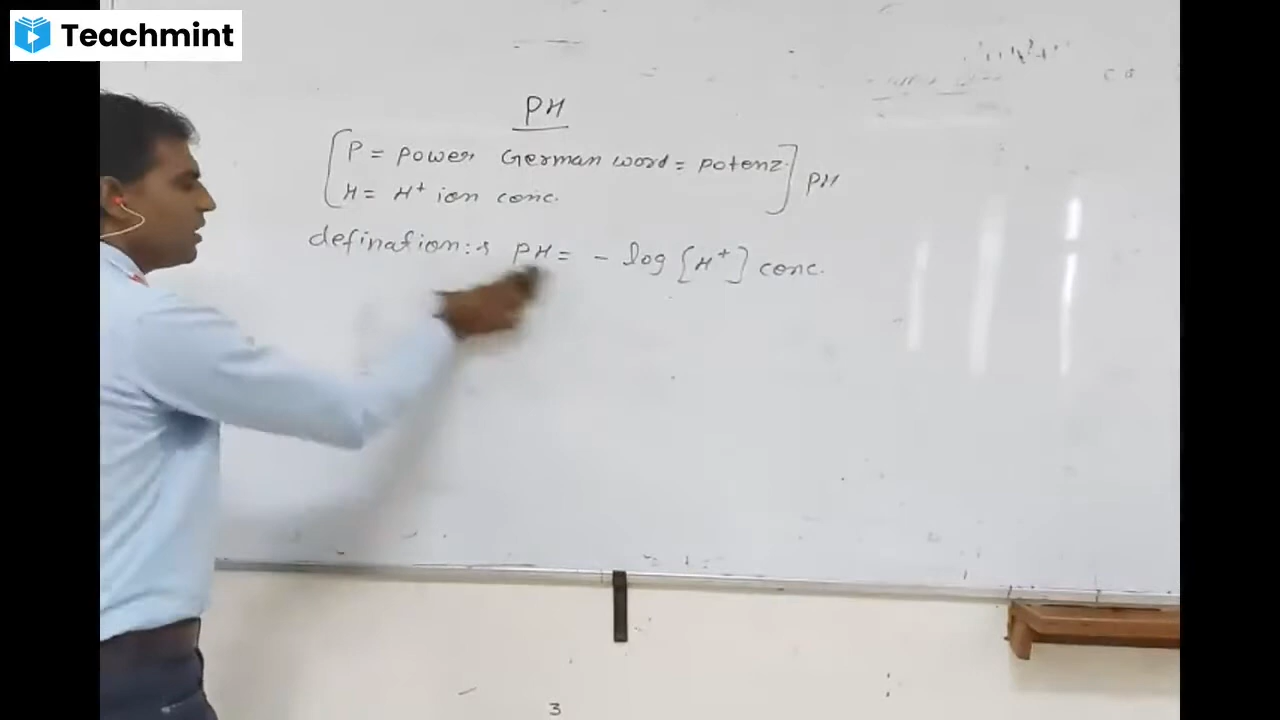 Teachmint
PH
P = power German word = potenz
H = H+ ion conc.
PH
defination:→ PH = - log [H+] conc.
3